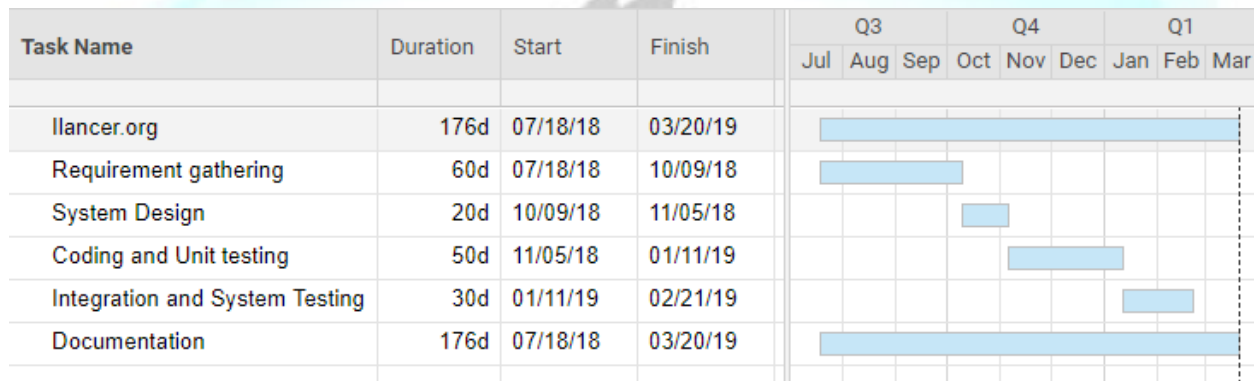 Task Name Duration Start Finish Q3 Q4 Q1
Jul Aug Sep Oct Nov Dec Jan Feb Mar
llancer.org 176d 07/18/18 03/20/19
Requirement gathering 60d 07/18/18 10/09/18
System Design 20d 10/09/18 11/05/18
Coding and Unit testing 50d 11/05/18 01/11/19
Integration and System Testing 30d 01/11/19 02/21/19
Documentation 176d 07/18/18 03/20/19